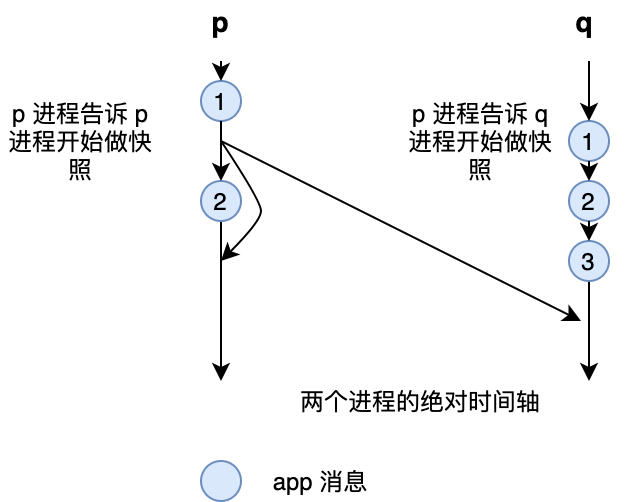 p
q
1
p 进程告诉 p
进程开始做快
照
p 进程告诉 q
进程开始做快
照
1
2
2
3
两个进程的绝对时间轴
app 消息